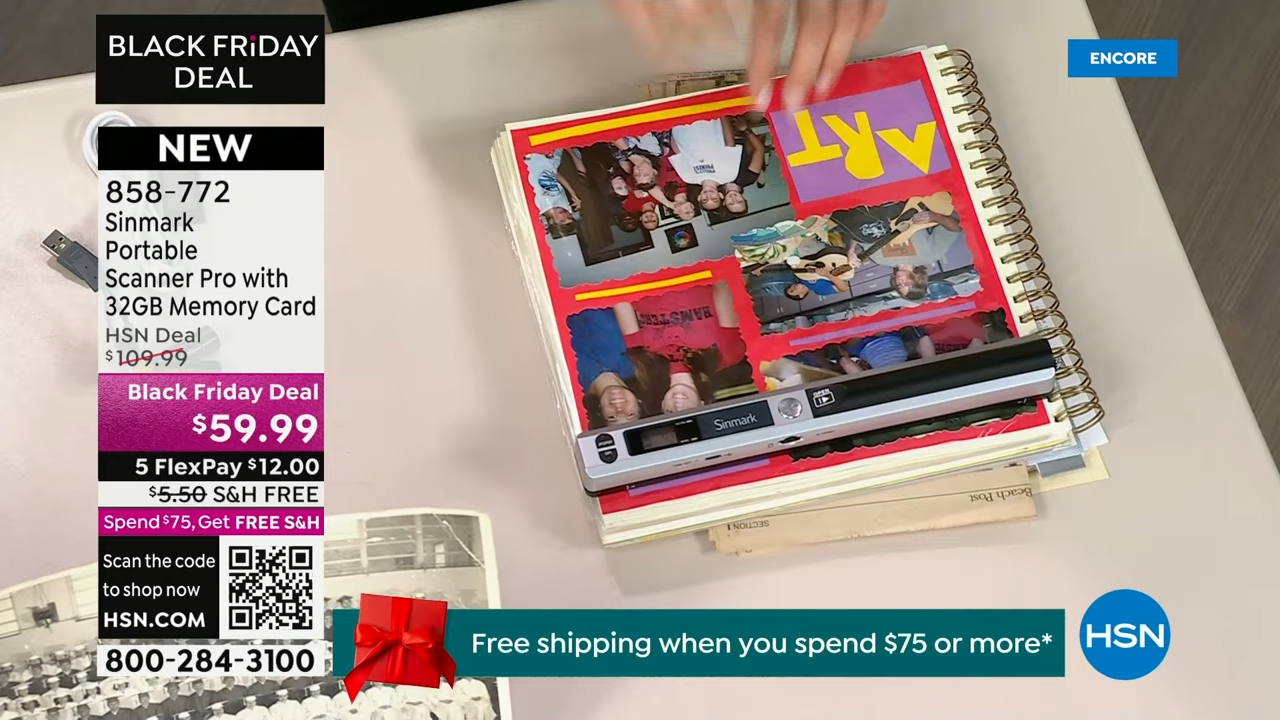 BLACK FRiDAY
DEAL
ENCORE
NEW
858-772
Sinmark
Portable
Scanner Pro with
32GB Memory Card
HSN Deal
$109.99
Black Friday Deal
$59.99
5 FlexPay $12.00
$5.50 S&H FREE
Spend $75, Get FREE S&H
Scan the code
to shop now
HSN.COM
800-284-3100
ART
HAMSTER
Sinmark
OPEN
Beach Post
SECTION
Free shipping when you spend $75 or more*
HSN